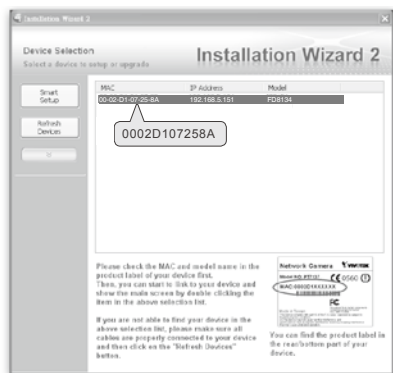 Installation Wizard 2
Device Selection
Select a device to setup or upgrade
Installation Wizard 2
Smart Setup
Refresh Devices
MAC IP Address Model
00-02-D1-07-25-8A 192.168.5.151 FD8134
0002D107258A
Please check the MAC and model name in the
product label of your device first.
Then, you can start to link to your device and
show the main screen by double clicking the
item in the above selection list.
If you are not able to find your device in the
above selection list, please make sure all
cables are properly connected to your device
and then click on the "Refresh Devices"
button.
Network Camera VIVOTEK
0560
MAC:0002D1XXXXXX
FC
You can find the product label in
the rear/bottom part of your
device.